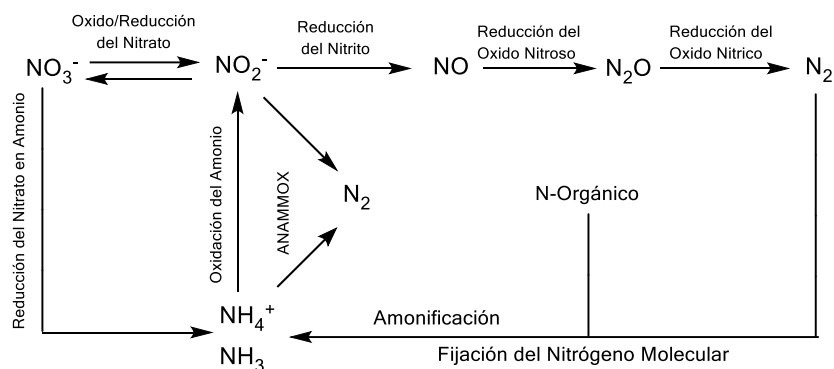 Oxido/Reducción
del Nitrato
Reducción
del Nitrito
Reducción del
Oxido Nitroso
Reducción del
Oxido Nitrico
NO₃⁻
NO₂⁻
NO
N₂O
N₂
Reducción del Nitrato en Amonio
Oxidación del Amonio
ANAMMOX
N₂
N-Orgánico
NH₄⁺
NH₃
Amonificación
Fijación del Nitrógeno Molecular